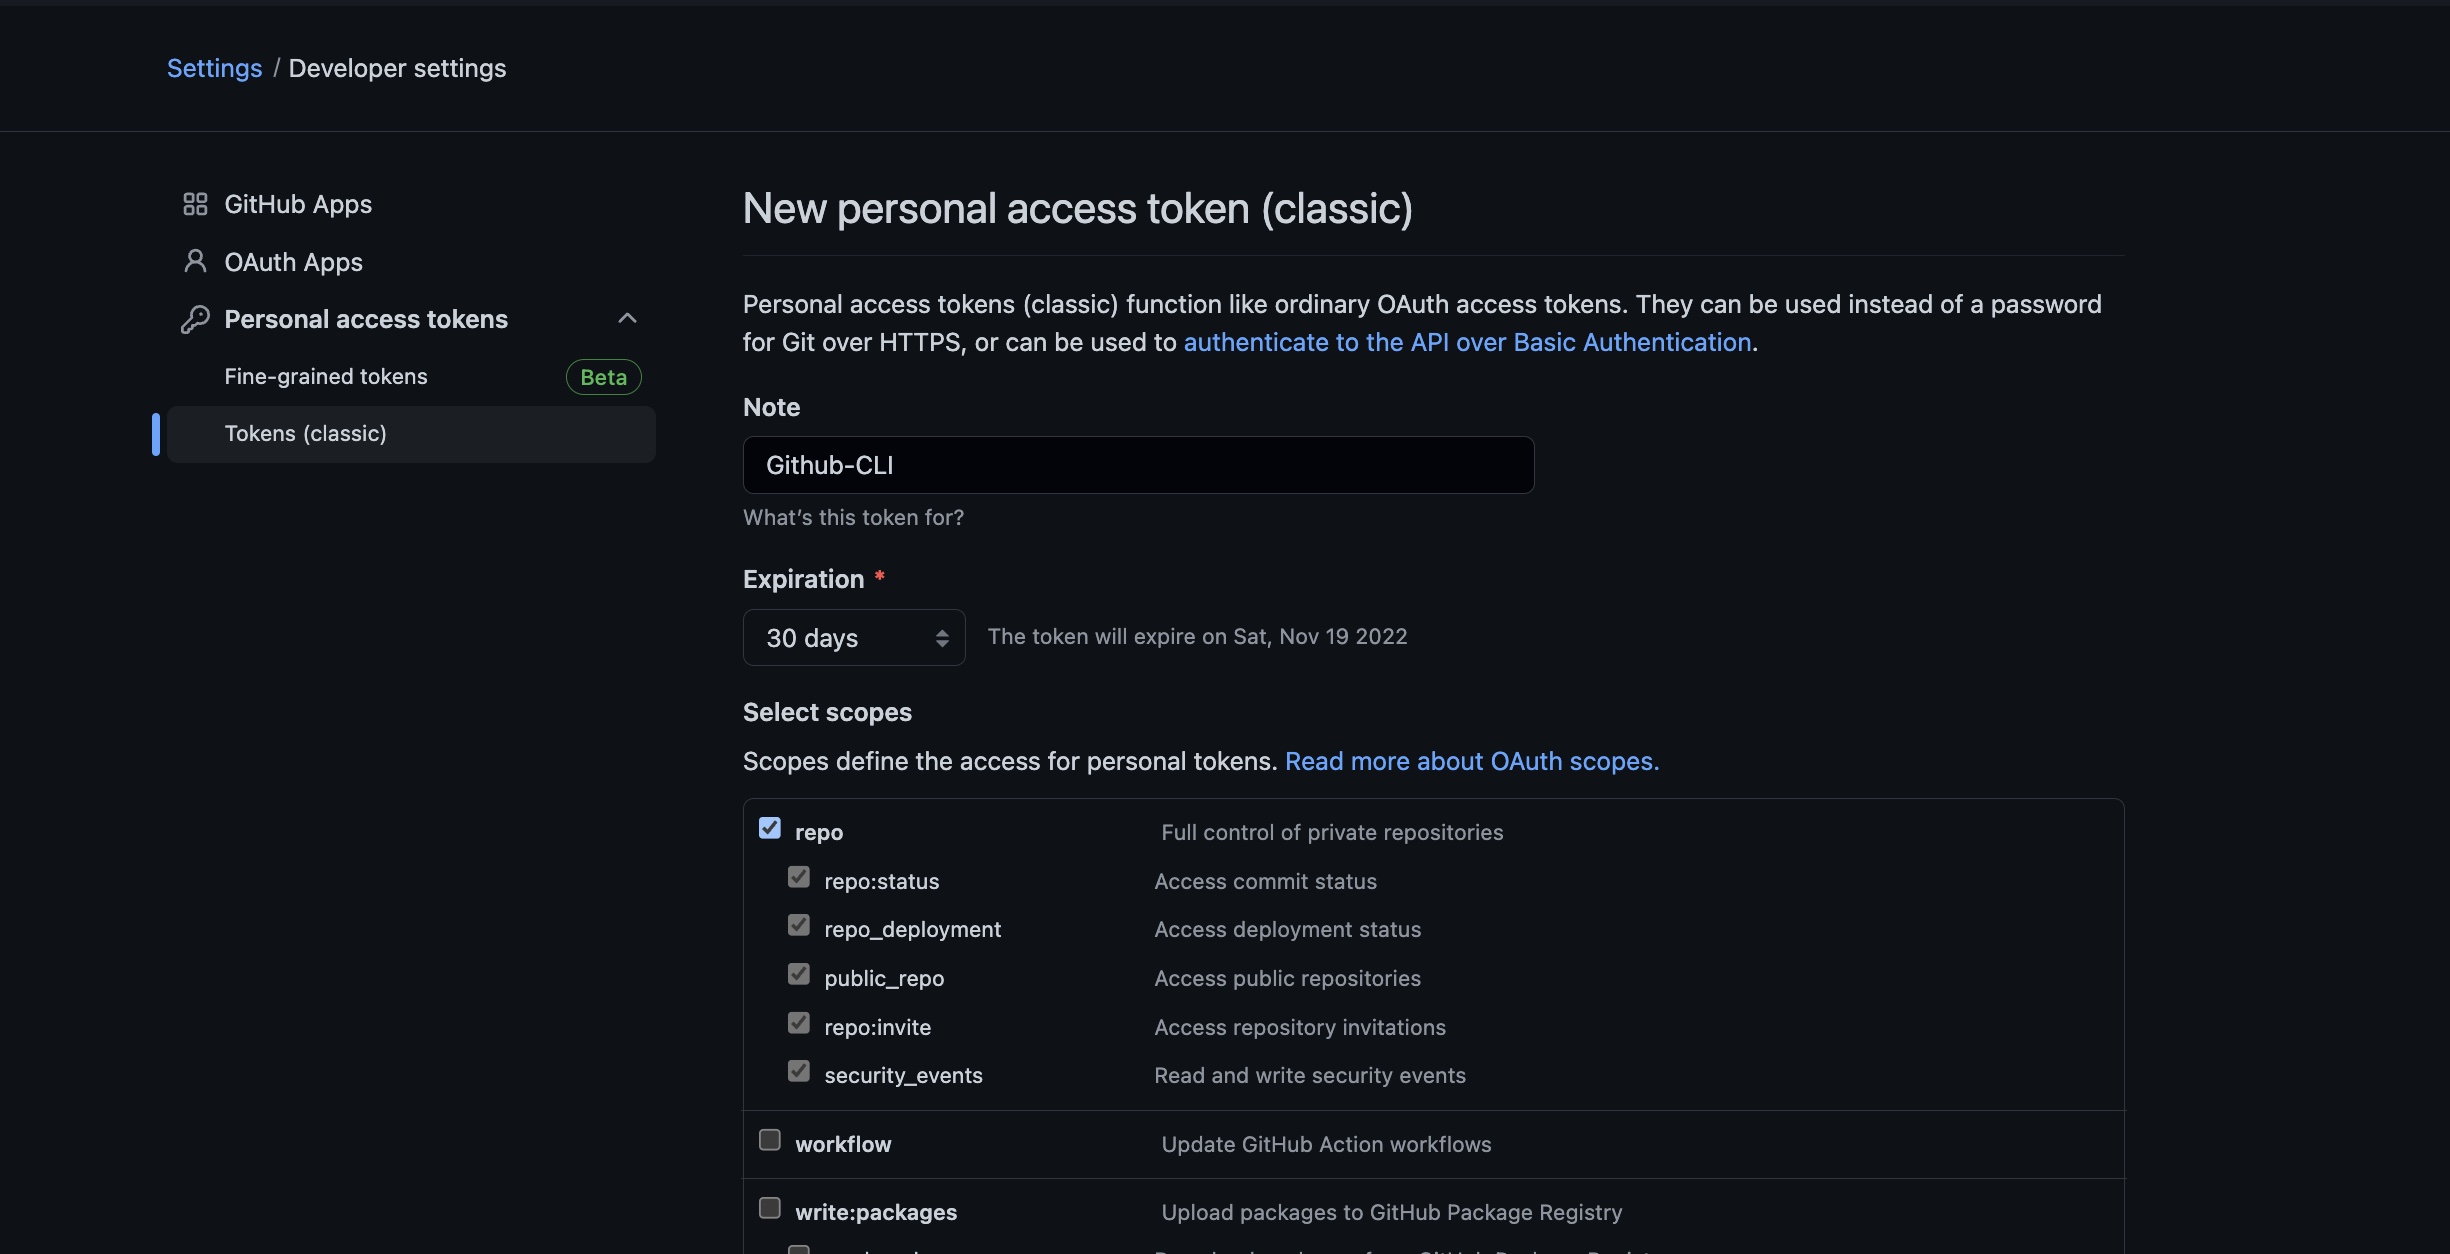 Settings / Developer settings
GitHub Apps
OAuth Apps
Personal access tokens
Fine-grained tokens Beta
Tokens (classic)
New personal access token (classic)
Personal access tokens (classic) function like ordinary OAuth access tokens. They can be used instead of a password
for Git over HTTPS, or can be used to authenticate to the API over Basic Authentication.
Note
Github-CLI
What's this token for?
Expiration *
30 days The token will expire on Sat, Nov 19 2022
Select scopes
Scopes define the access for personal tokens. Read more about OAuth scopes.
repo Full control of private repositories
repo:status Access commit status
repo_deployment Access deployment status
public_repo Access public repositories
repo:invite Access repository invitations
security_events Read and write security events
workflow Update GitHub Action workflows
write:packages Upload packages to GitHub Package Registry